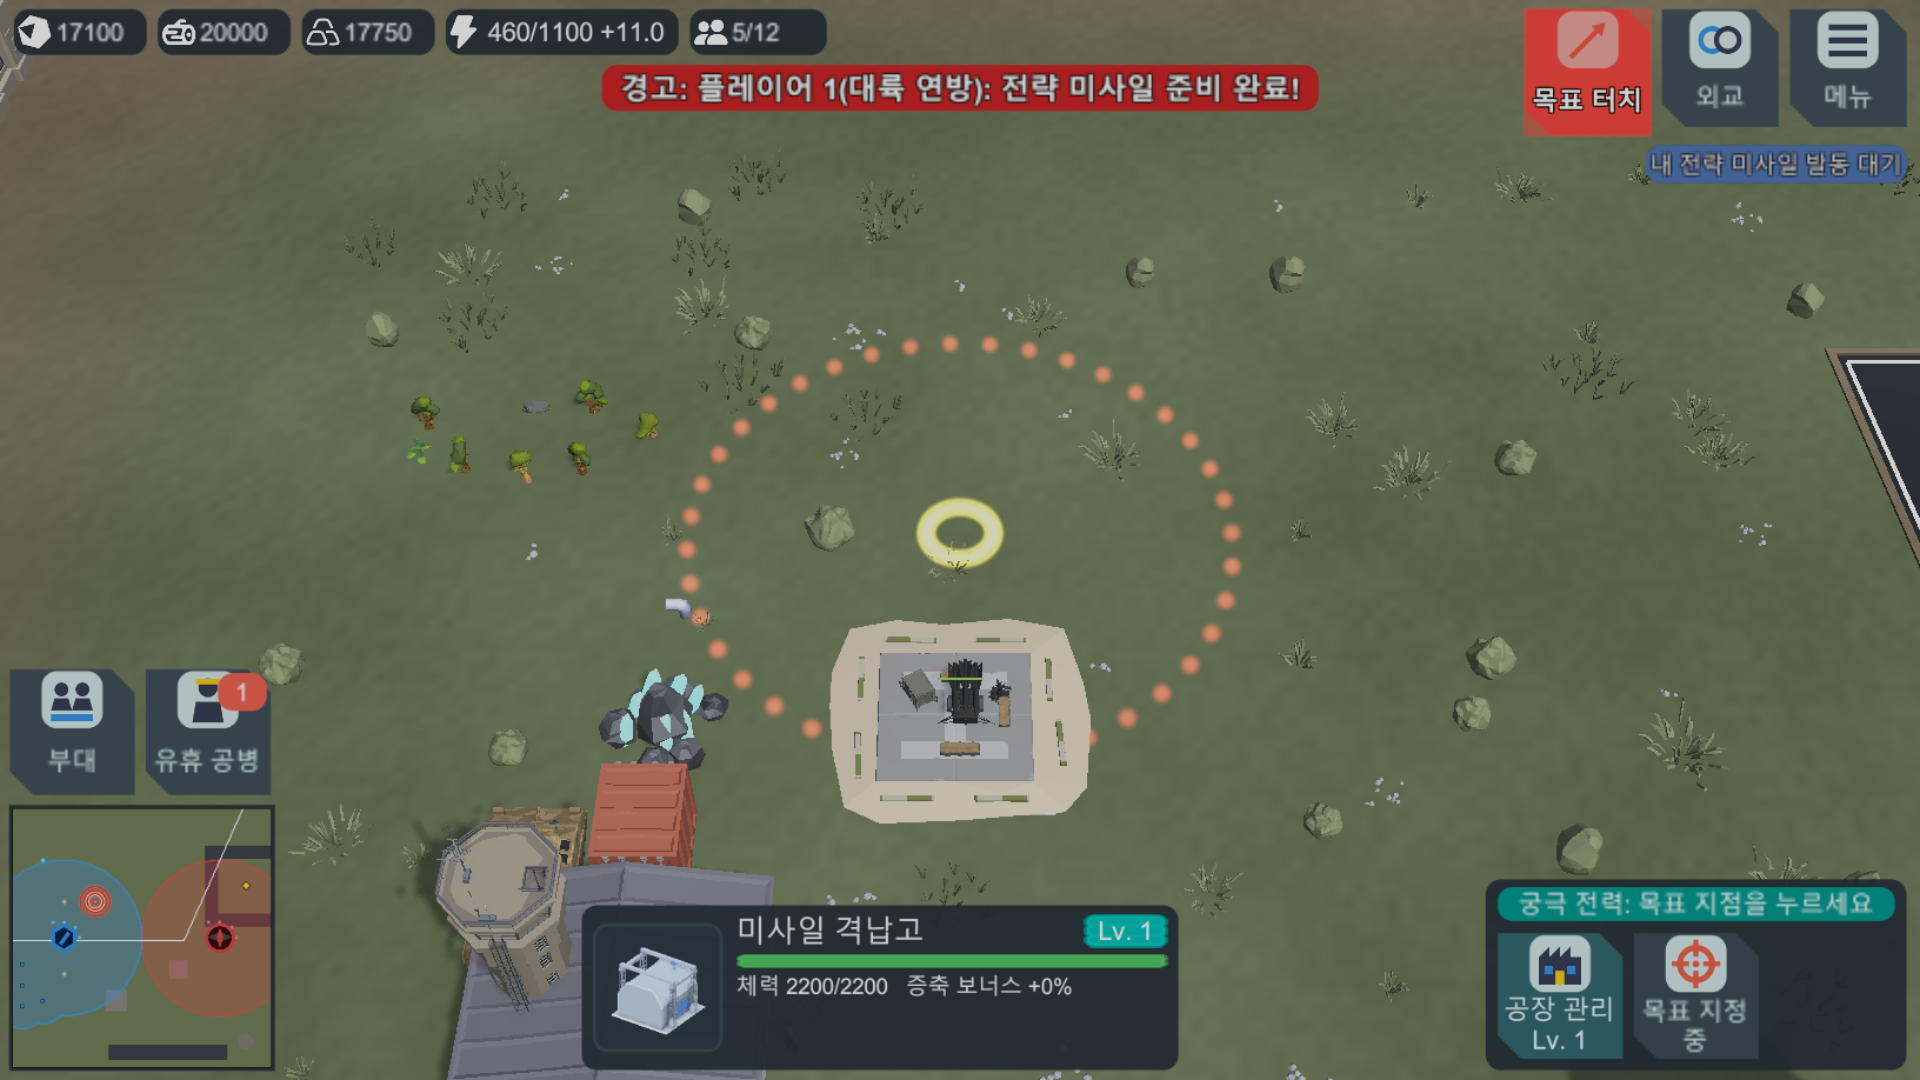 17100
20000
17750
460/1100 +11.0
5/12
경고: 플레이어 1(대륙 연방): 전략 미사일 준비 완료!
목표 터치
외교
메뉴
내 전략 미사일 발동 대기
부대
유휴 공병
1
미사일 격납고
Lv. 1
체력 2200/2200 증축 보너스 +0%
궁극 전력: 목표 지점을 누르세요
공장 관리
Lv. 1
목표 지정
중